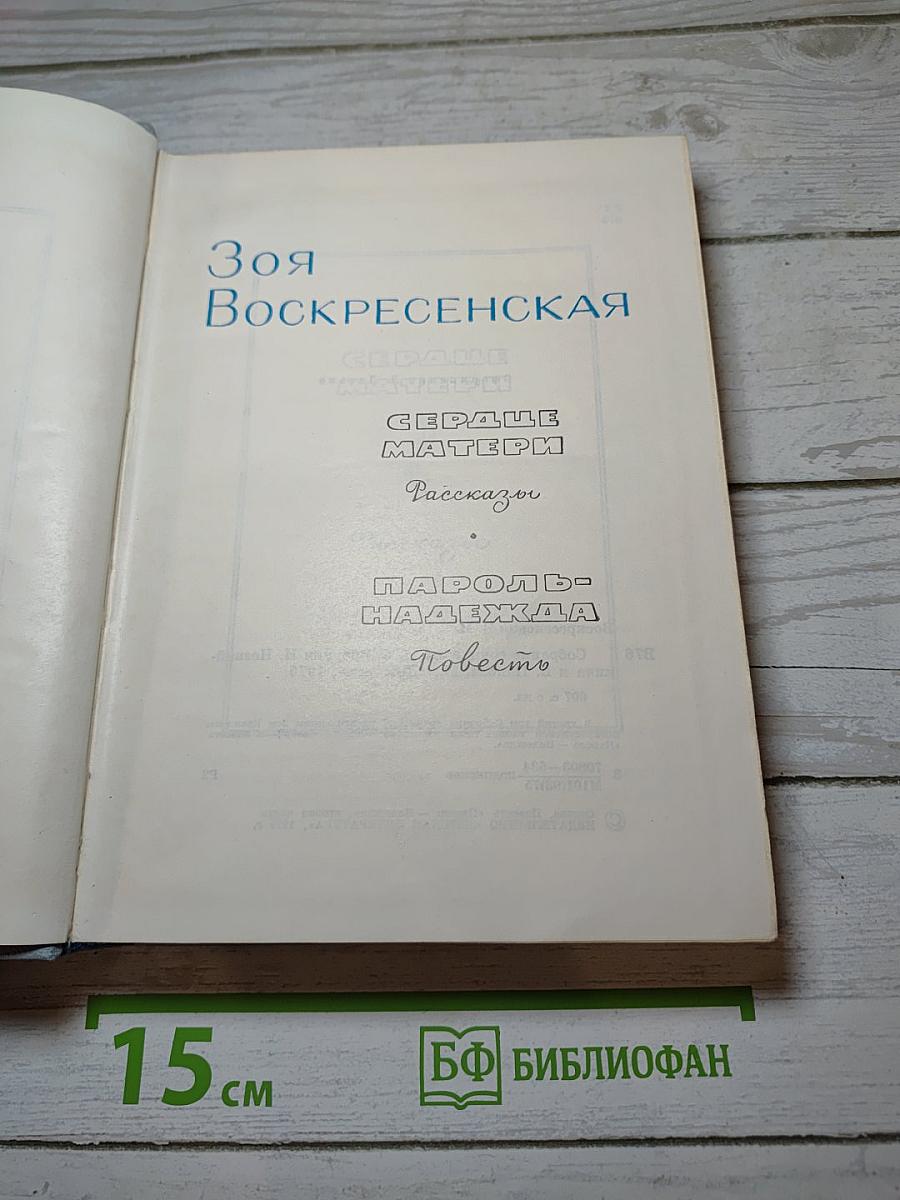 Зоя
Воскресенская
СЕРДЦЕ
МАТЕРИ
Рассказы
ПАРОЛЬ-
НАДЕЖДА
Повесть
15 см
БФ БИБЛИОФАН